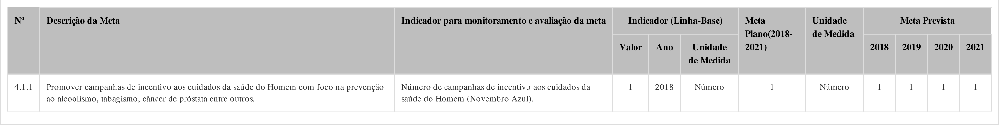 Nº
Descrição da Meta
Indicador para monitoramento e avaliação da meta
Indicador (Linha-Base)
Meta
Plano(2018-
2021)
Unidade
de Medida
Meta Prevista
Valor
Ano
Unidade
de Medida
2018
2019
2020
2021
4.1.1
Promover campanhas de incentivo aos cuidados da saúde do Homem com foco na prevenção
ao alcoolismo, tabagismo, câncer de próstata entre outros.
Número de campanhas de incentivo aos cuidados da
saúde do Homem (Novembro Azul).
1
2018
Número
1
Número
1
1
1
1